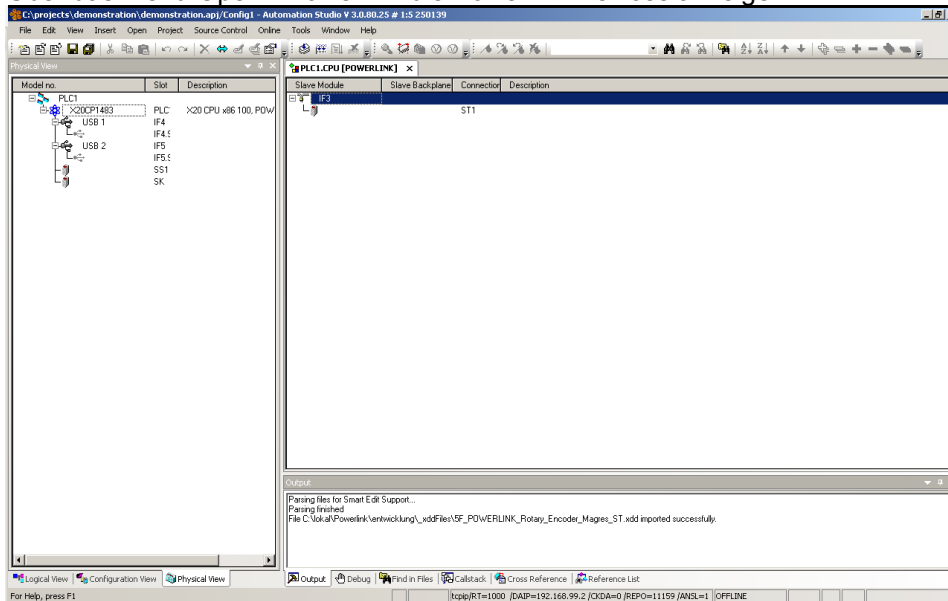 C:\projects\demonstration\demonstration.apj/Config1 - Automation Studio V 3.0.80.25 # 1:5 250139
File Edit View Insert Open Project Source Control Online Tools Window Help
Physical View
PLC1.CPU [POWERLINK]
Model no. Slot Description
Slave Module Slave Backplane Connection Description
PLC1
IF3
X20CP1483 PLC X20 CPU x86 100, POW
ST1
USB 1 IF4
IF4.S
USB 2 IF5
IF5.S
SS1
SK
Output
Parsing files for Smart Edit Support...
Parsing finished
File C:\lokal\Powerlink\entwicklung\_xddFiles\5F_POWERLINK_Rotary_Encoder_Magres_ST.xdd imported successfully.
Logical View Configuration View Physical View
Output Debug Find in Files Callstack Cross Reference Reference List
For Help, press F1
tcpip/RT=1000 /DAIP=192.168.99.2 /CKDA=0 /REPO=11159 /ANSL=1 OFFLINE